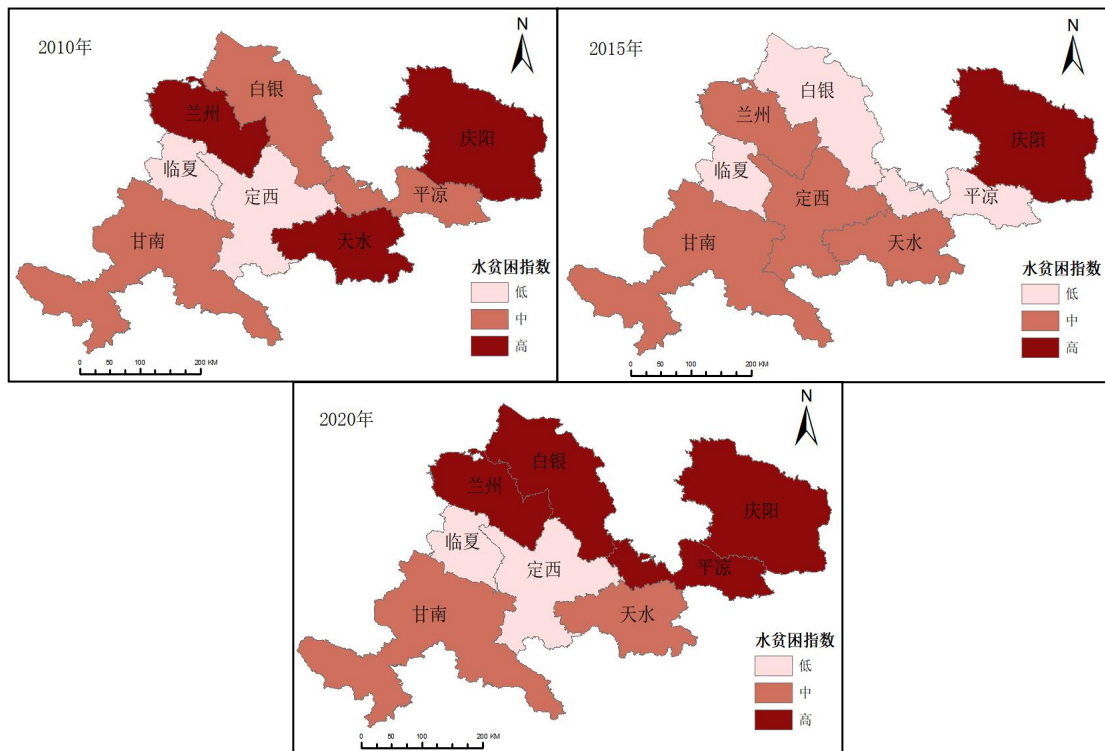 2010年
N
白银
兰州
庆阳
临夏
定西
平凉
甘南
天水
水贫困指数
低
中
高
0 50 100 200 KM
2015年
N
白银
兰州
庆阳
临夏
定西
平凉
甘南
天水
水贫困指数
低
中
高
0 50 100 200 KM
2020年
N
白银
兰州
庆阳
临夏
定西
平凉
甘南
天水
水贫困指数
低
中
高
0 50 100 200 KM